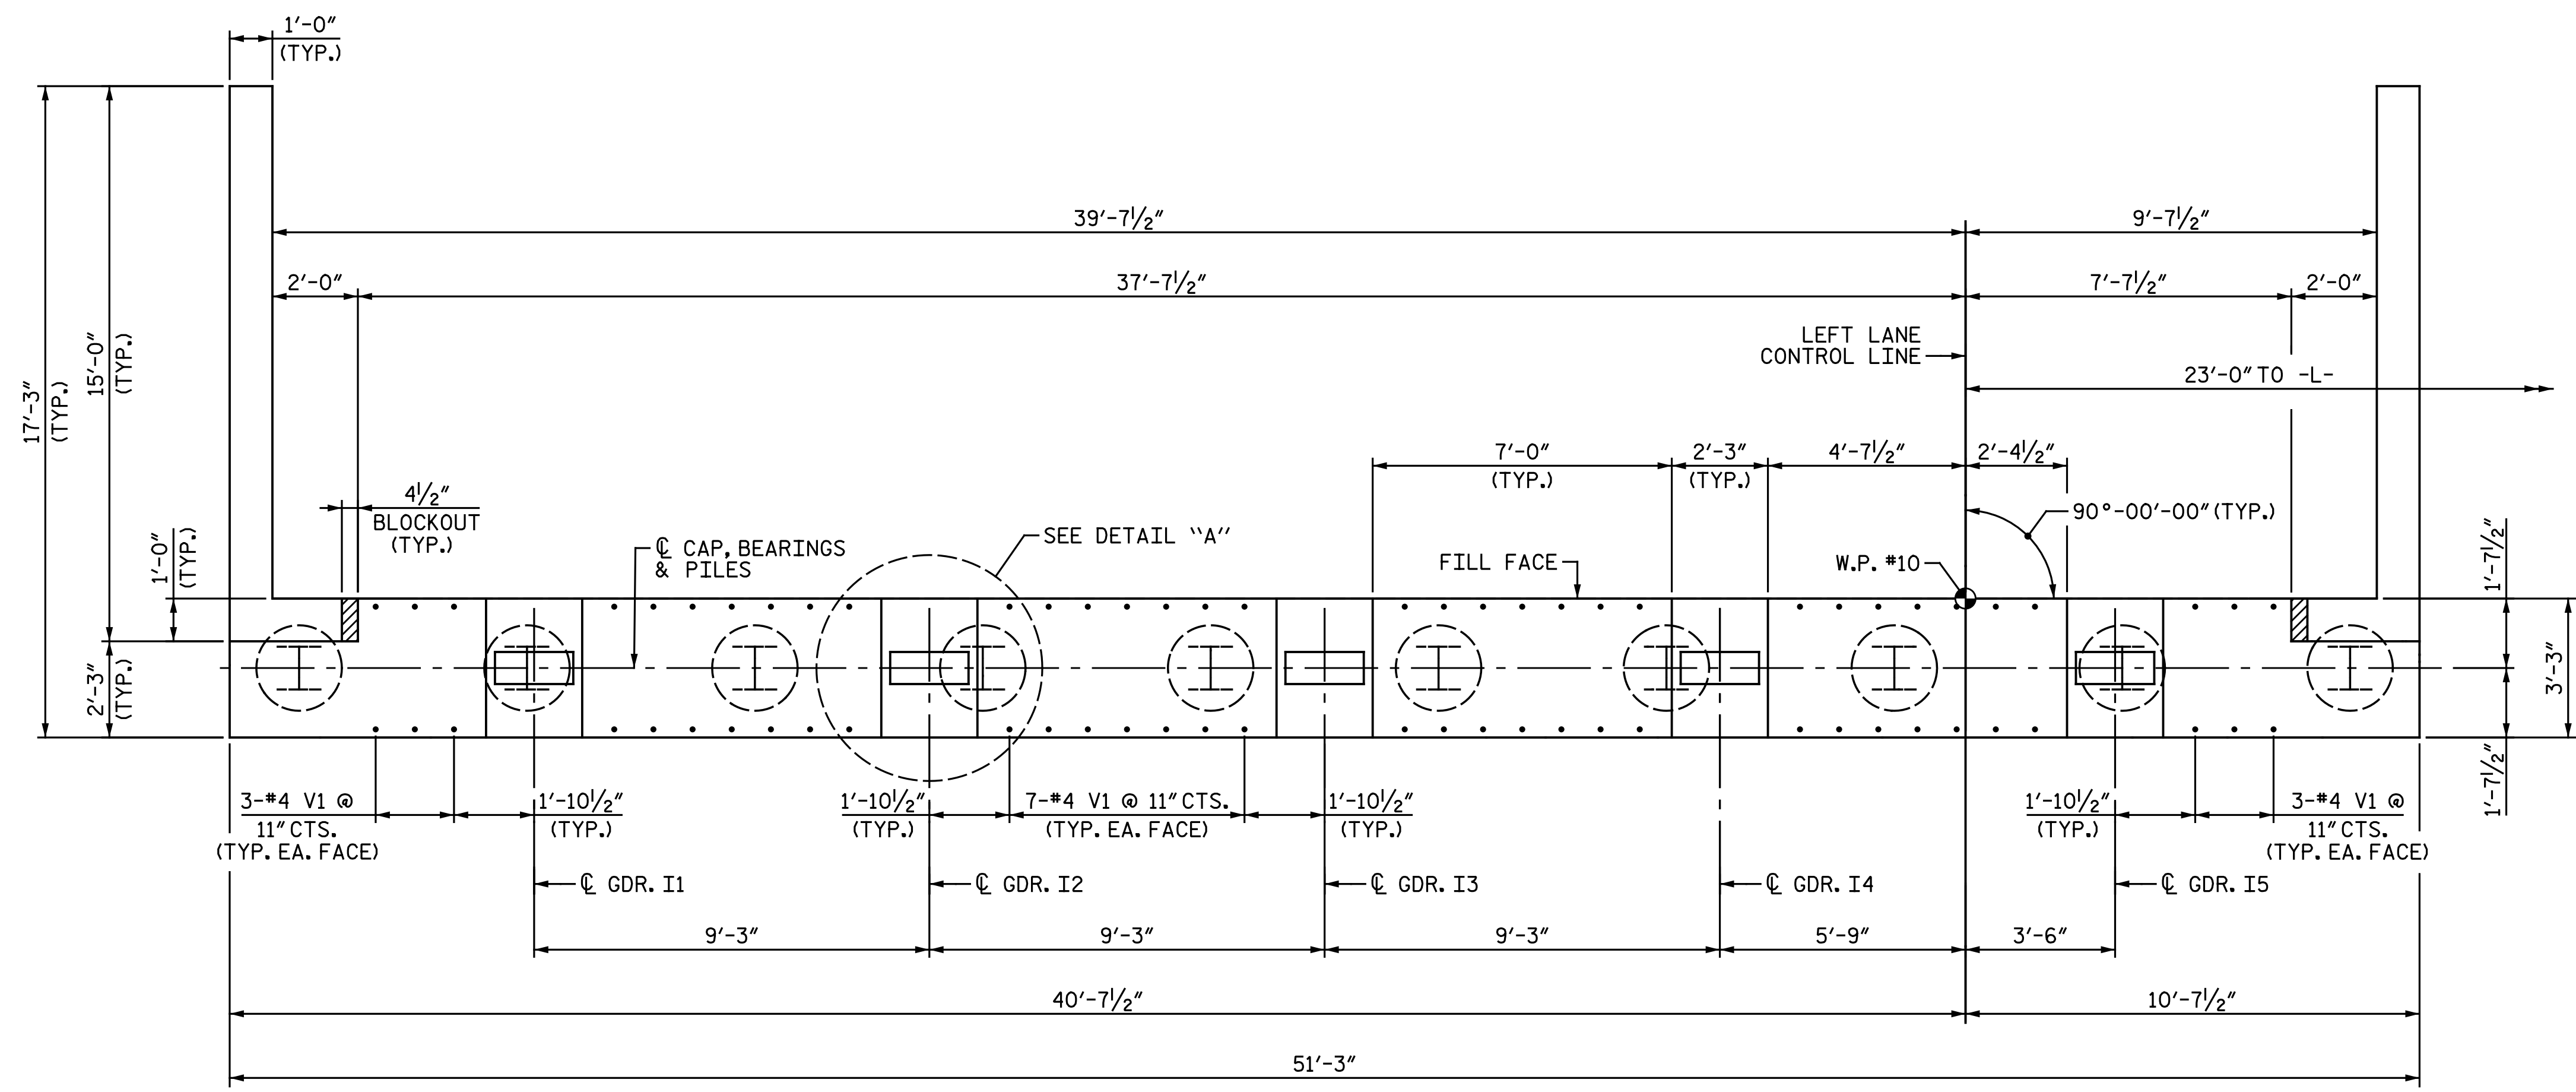 1'-0"
(TYP.)
39'-7½"
9'-7½"
2'-0"
37'-7½"
7'-7½"
2'-0"
LEFT LANE
CONTROL LINE
23'-0" TO -L-
17'-3"
(TYP.)
15'-0"
(TYP.)
7'-0"
(TYP.)
2'-3"
(TYP.)
4'-7½"
2'-4½"
4½"
BLOCKOUT
(TYP.)
90°-00'-00" (TYP.)
SEE DETAIL "A"
℄ CAP, BEARINGS
& PILES
FILL FACE
W.P. #10
1'-0"
(TYP.)
1'-7½"
2'-3"
(TYP.)
3'-3"
1'-7½"
3-#4 V1 @
11" CTS.
(TYP. EA. FACE)
1'-10½"
(TYP.)
1'-10½"
(TYP.)
7-#4 V1 @ 11" CTS.
(TYP. EA. FACE)
1'-10½"
(TYP.)
1'-10½"
(TYP.)
3-#4 V1 @
11" CTS.
(TYP. EA. FACE)
℄ GDR. I1
℄ GDR. I2
℄ GDR. I3
℄ GDR. I4
℄ GDR. I5
9'-3"
9'-3"
9'-3"
5'-9"
3'-6"
40'-7½"
10'-7½"
51'-3"